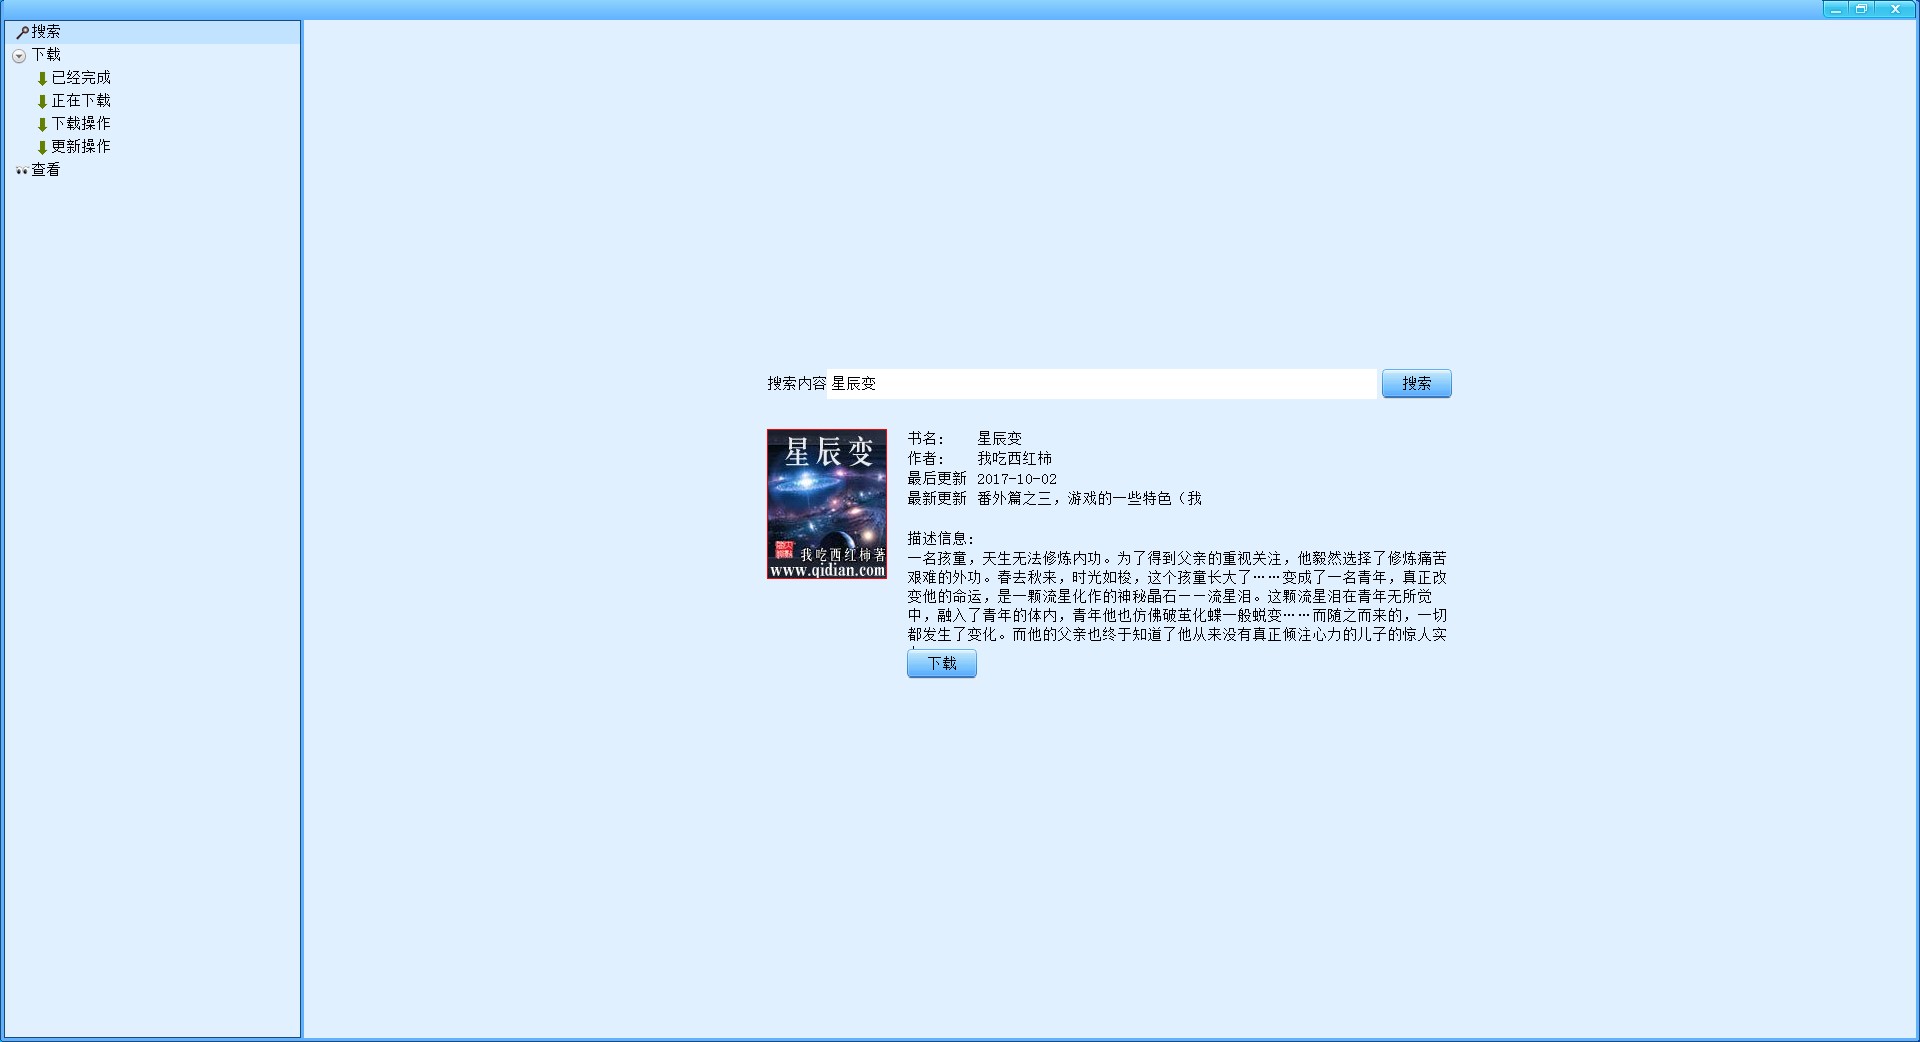 搜索
下载
已经完成
正在下载
下载操作
更新操作
查看
搜索内容 星辰变 搜索
星辰变
我吃西红柿著
www.qidian.com
书名: 星辰变
作者: 我吃西红柿
最后更新 2017-10-02
最新更新 番外篇之三，游戏的一些特色（我
描述信息:
一名孩童，天生无法修炼内功。为了得到父亲的重视关注，他毅然选择了修炼痛苦
艰难的外功。春去秋来，时光如梭，这个孩童长大了……变成了一名青年，真正改
变他的命运，是一颗流星化作的神秘晶石——流星泪。这颗流星泪在青年无所觉
中，融入了青年的体内，青年他也仿佛破茧化蝶一般蜕变……而随之而来的，一切
都发生了变化。而他的父亲也终于知道了他从来没有真正倾注心力的儿子的惊人实
下载